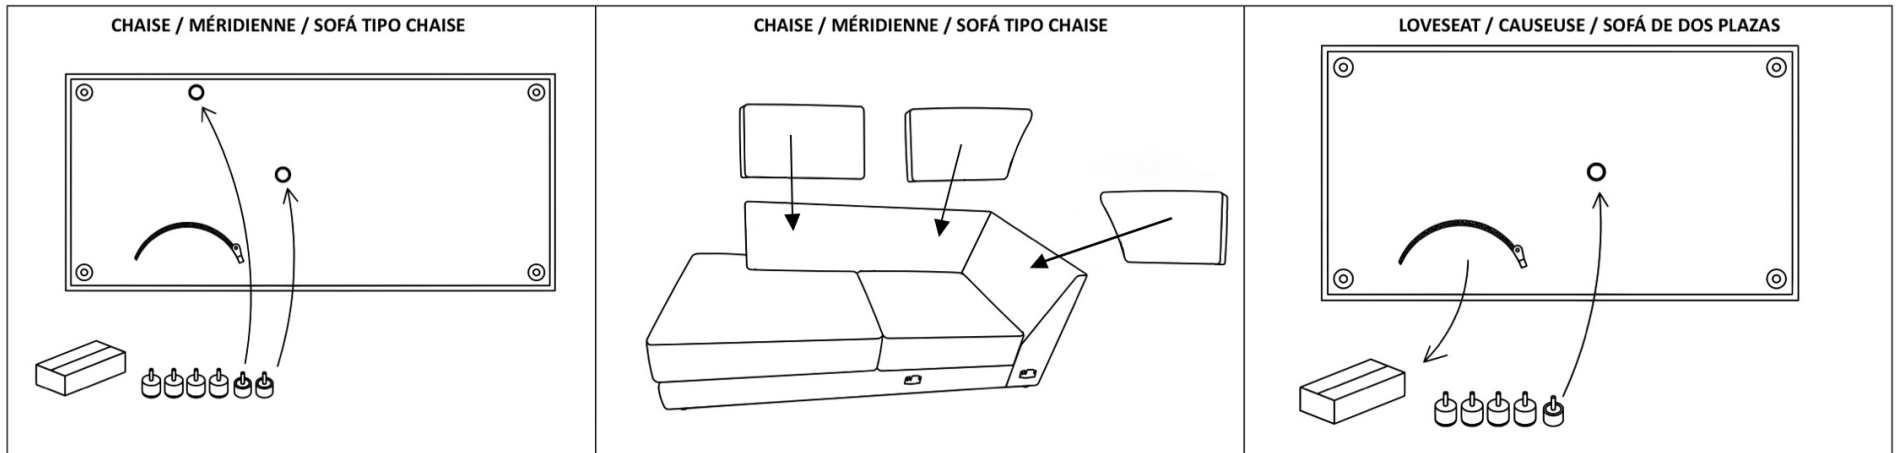 CHAISE / MÉRIDIENNE / SOFÁ TIPO CHAISE
CHAISE / MÉRIDIENNE / SOFÁ TIPO CHAISE
LOVESEAT / CAUSEUSE / SOFÁ DE DOS PLAZAS